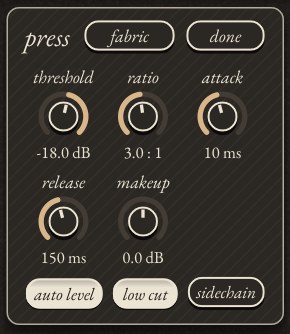 press fabric done
threshold ratio attack
-18.0 dB 3.0 : 1 10 ms
release makeup
150 ms 0.0 dB
auto level low cut sidechain